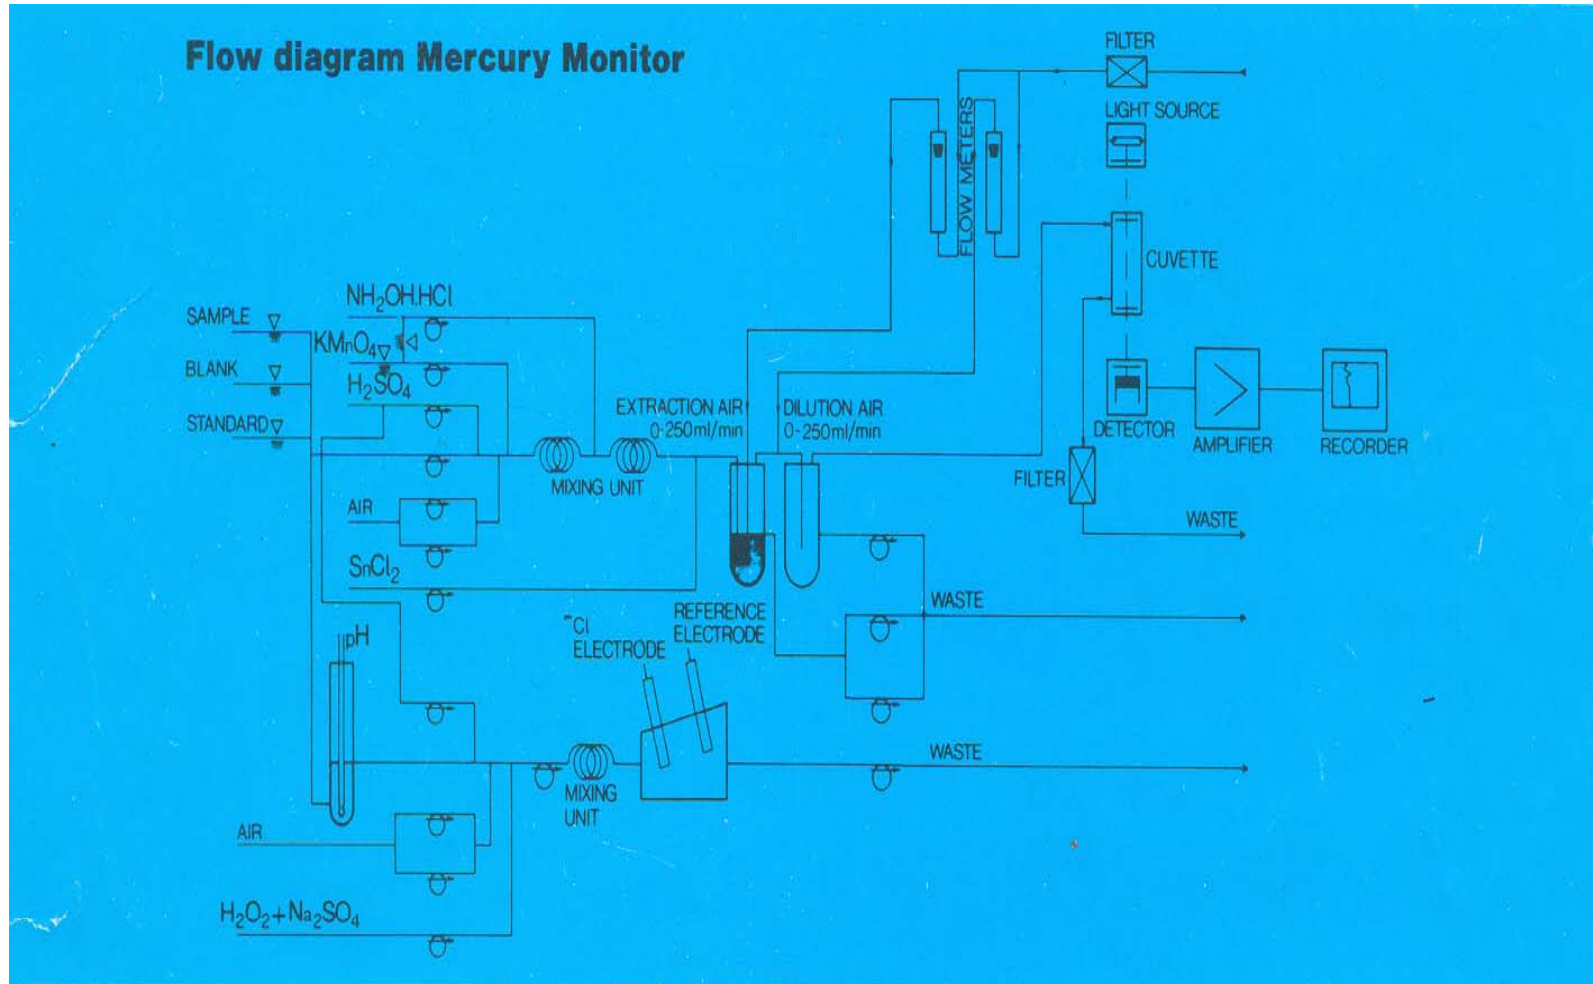 Flow diagram Mercury Monitor
FILTER
LIGHT SOURCE
FLOW METERS
CUVETTE
NH₂OH.HCl
SAMPLE
KMnO₄
BLANK
H₂SO₄
STANDARD
EXTRACTION AIR
0-250ml/min
DILUTION AIR
0-250ml/min
DETECTOR
AMPLIFIER
RECORDER
MIXING UNIT
FILTER
AIR
WASTE
SnCl₂
WASTE
REFERENCE
ELECTRODE
⁻Cl
ELECTRODE
pH
WASTE
MIXING
UNIT
AIR
H₂O₂+Na₂SO₄